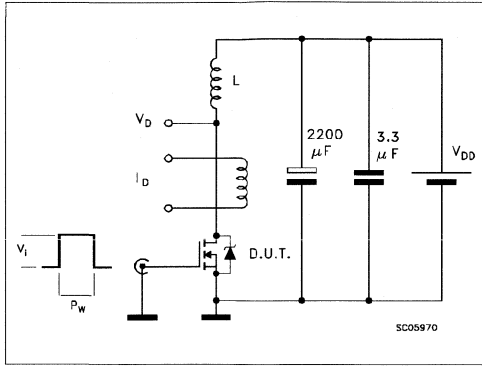 L
V_D
2200
μF
3.3
μF
V_DD
I_D
V_i
D.U.T.
P_W
SC05970